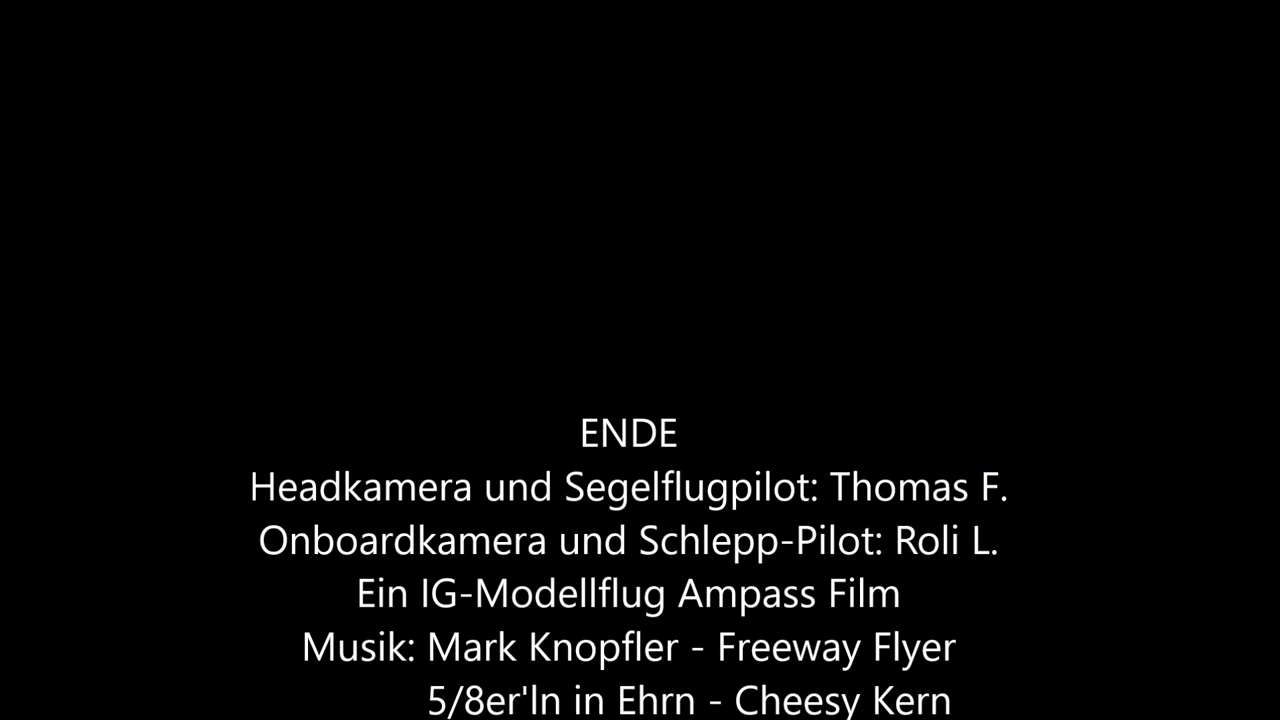 ENDE
Headkamera und Segelflugpilot: Thomas F.
Onboardkamera und Schlepp-Pilot: Roli L.
Ein IG-Modellflug Ampass Film
Musik: Mark Knopfler - Freeway Flyer
5/8er'ln in Ehrn - Cheesy Kern